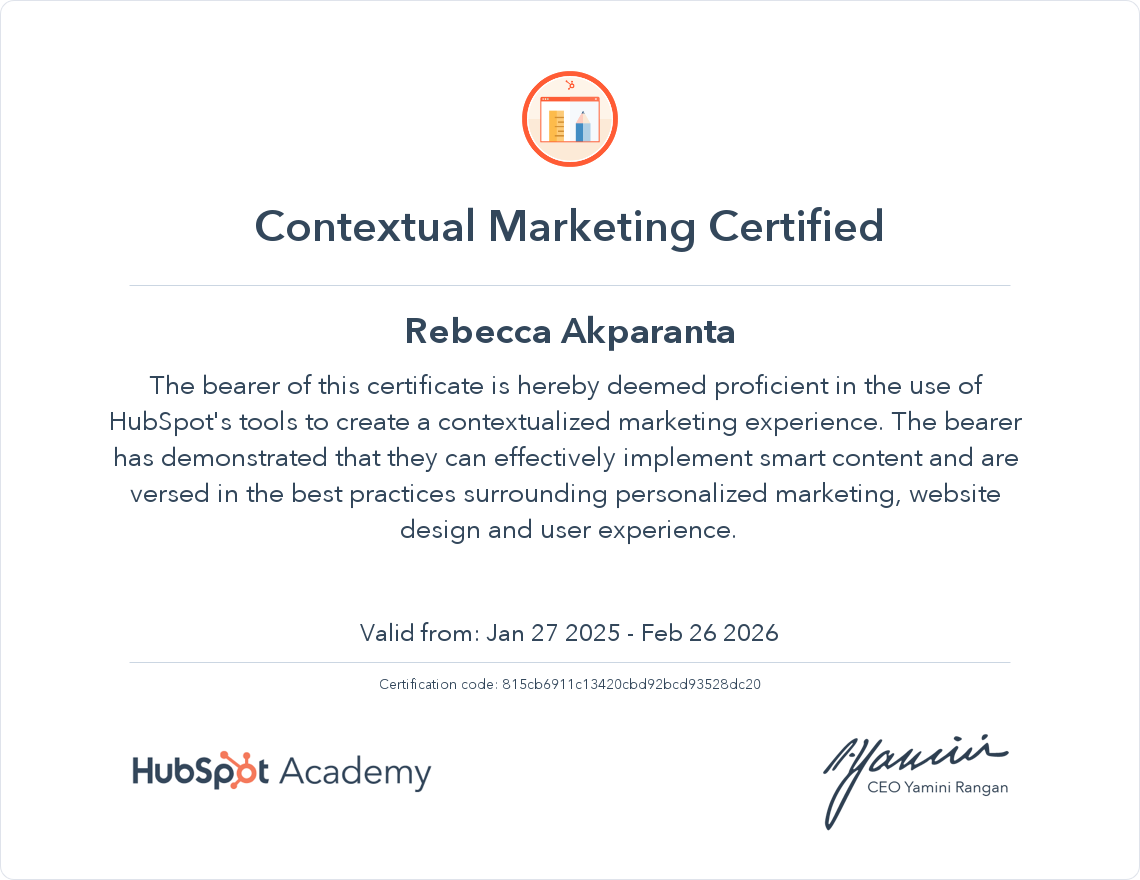 Contextual Marketing Certified
Rebecca Akparanta
The bearer of this certificate is hereby deemed proficient in the use of
HubSpot's tools to create a contextualized marketing experience. The bearer
has demonstrated that they can effectively implement smart content and are
versed in the best practices surrounding personalized marketing, website
design and user experience.
Valid from: Jan 27 2025 - Feb 26 2026
Certification code: 815cb6911c13420cbd92bcd93528dc20
HubSpot Academy
Yamini
CEO Yamini Rangan